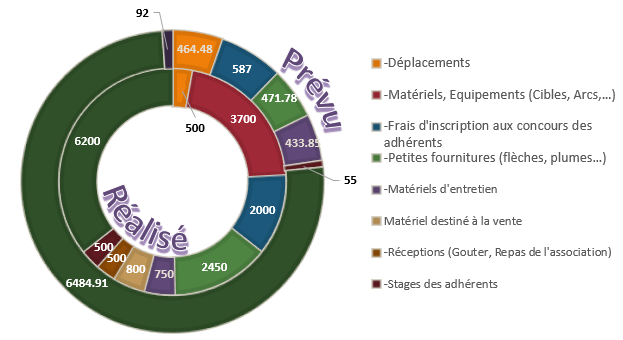 92
464.48
587
471.78
433.85
55
6484.91
Prévu
500
3700
2000
2450
750
800
500
500
6200
Réalisé
-Déplacements
-Matériels, Equipements (Cibles, Arcs,...)
-Frais d'inscription aux concours des
adhérents
-Petites fournitures (flèches, plumes...)
-Matériels d'entretien
Matériel destiné à la vente
-Réceptions (Gouter, Repas de l'association)
-Stages des adhérents